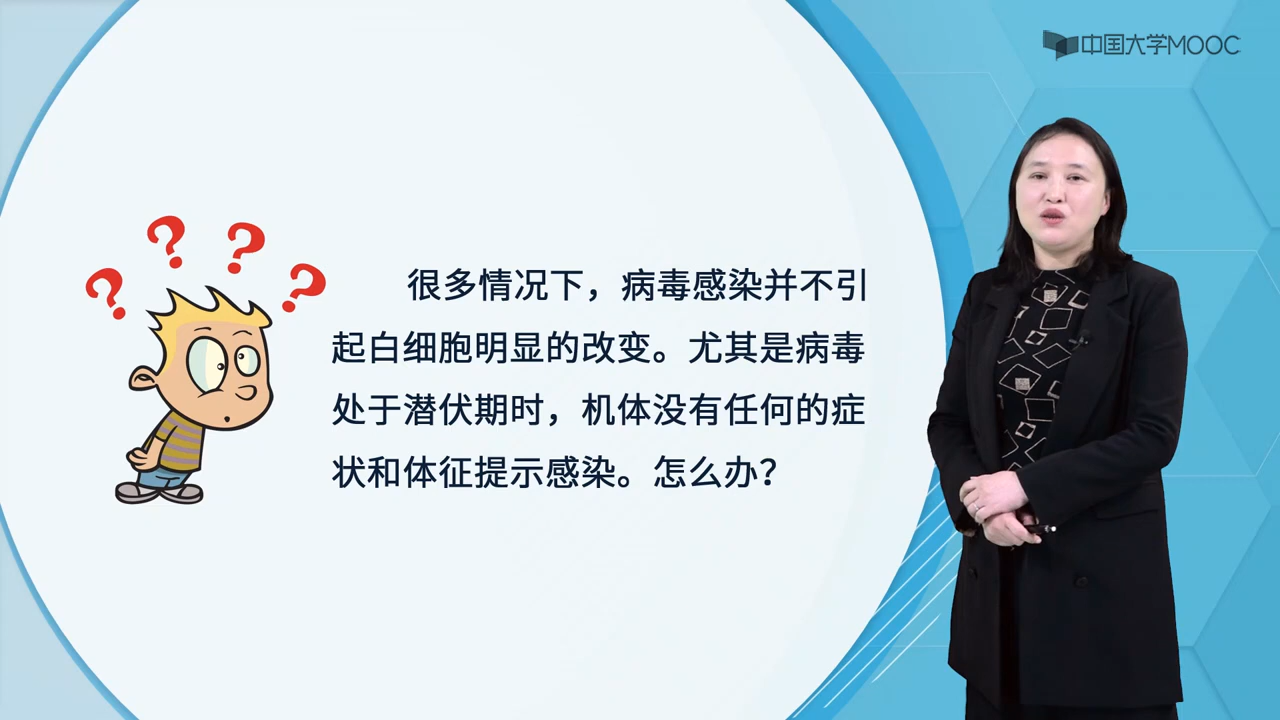 中国大学MOOC
? ? ? ?
很多情况下，病毒感染并不引
起白细胞明显的改变。尤其是病毒
处于潜伏期时，机体没有任何的症
状和体征提示感染。怎么办？